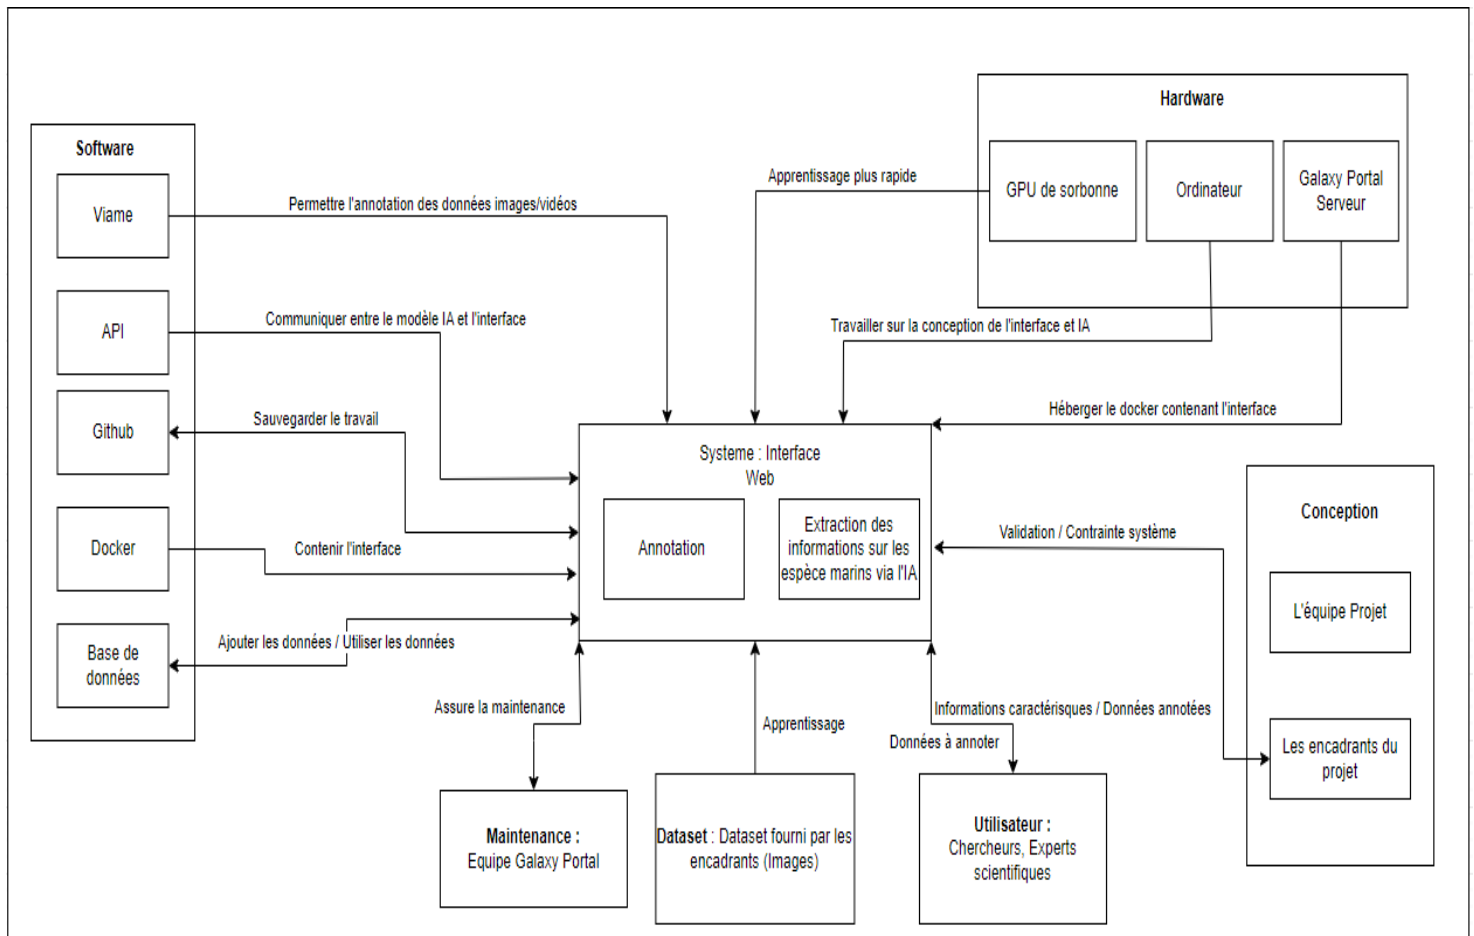 Hardware
GPU de sorbonne
Ordinateur
Galaxy Portal
Serveur
Software
Viame
API
Github
Docker
Base de
données
Permettre l'annotation des données images/vidéos
Communiquer entre le modèle IA et l'interface
Sauvegarder le travail
Contenir l'interface
Ajouter les données / Utiliser les données
Apprentissage plus rapide
Travailler sur la conception de l'interface et IA
Héberger le docker contenant l'interface
Systeme : Interface
Web
Annotation
Extraction des
informations sur les
espèce marins via l'IA
Validation / Contrainte système
Conception
L'équipe Projet
Les encadrants du
projet
Assure la maintenance
Apprentissage
Informations caractérisques / Données annotées
Données à annoter
Maintenance :
Equipe Galaxy Portal
Dataset : Dataset fourni par les
encadrants (Images)
Utilisateur :
Chercheurs, Experts
scientifiques